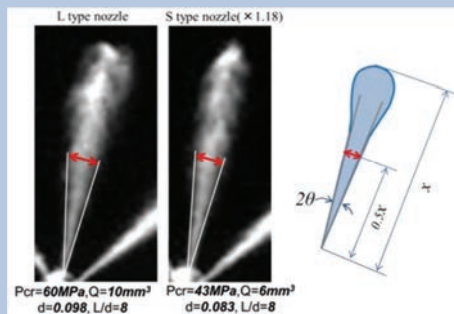 L type nozzle
S type nozzle(×1.18)
2θ
0.5x
x
Pcr=60MPa,Q=10mm³
d=0.098, L/d=8
Pcr=43MPa,Q=6mm³
d=0.083, L/d=8